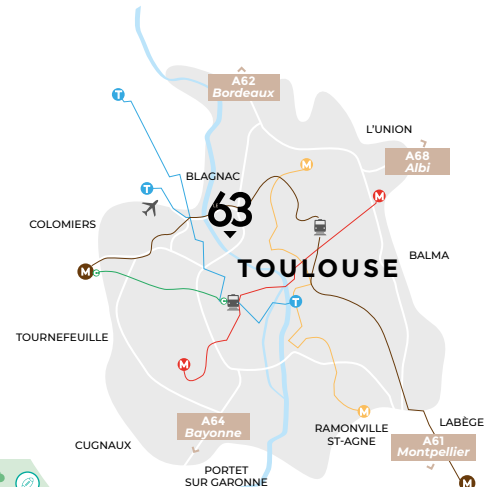 A62
Bordeaux
T
L'UNION
A68
Albi
M
BLAGNAC
T
M
63
COLOMIERS
TOULOUSE
BALMA
M
T
TOURNEFEUILLE
M
M
A64
Bayonne
RAMONVILLE
ST-AGNE
LABÈGE
A61
Montpellier
CUGNAUX
PORTET
SUR GARONNE
M